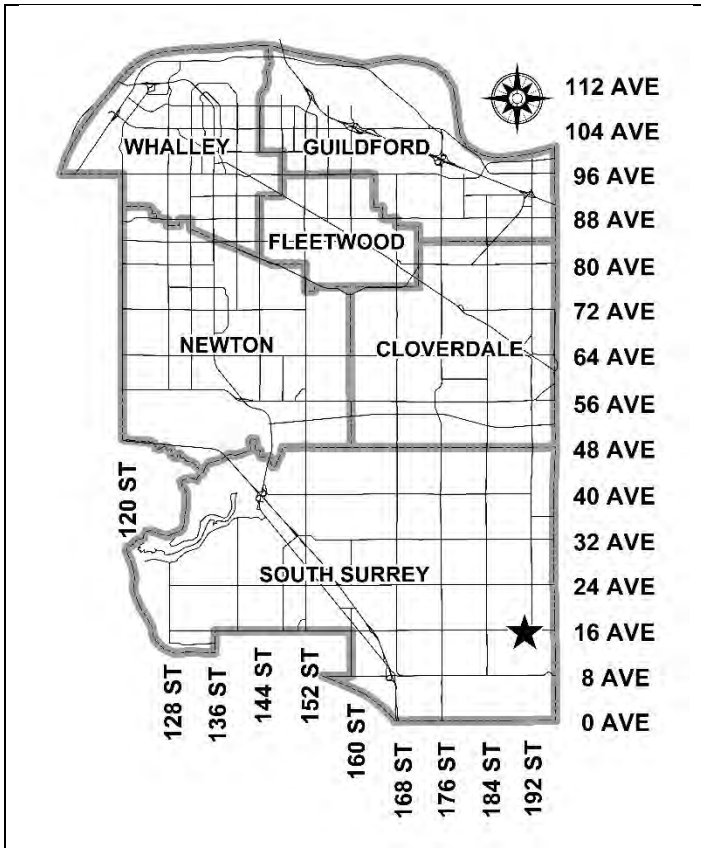 112 AVE
104 AVE
WHALLEY
GUILDFORD
96 AVE
88 AVE
FLEETWOOD
80 AVE
72 AVE
NEWTON
CLOVERDALE
64 AVE
56 AVE
48 AVE
120 ST
40 AVE
32 AVE
SOUTH SURREY
24 AVE
16 AVE
128 ST
136 ST
144 ST
152 ST
160 ST
8 AVE
0 AVE
168 ST
176 ST
184 ST
192 ST